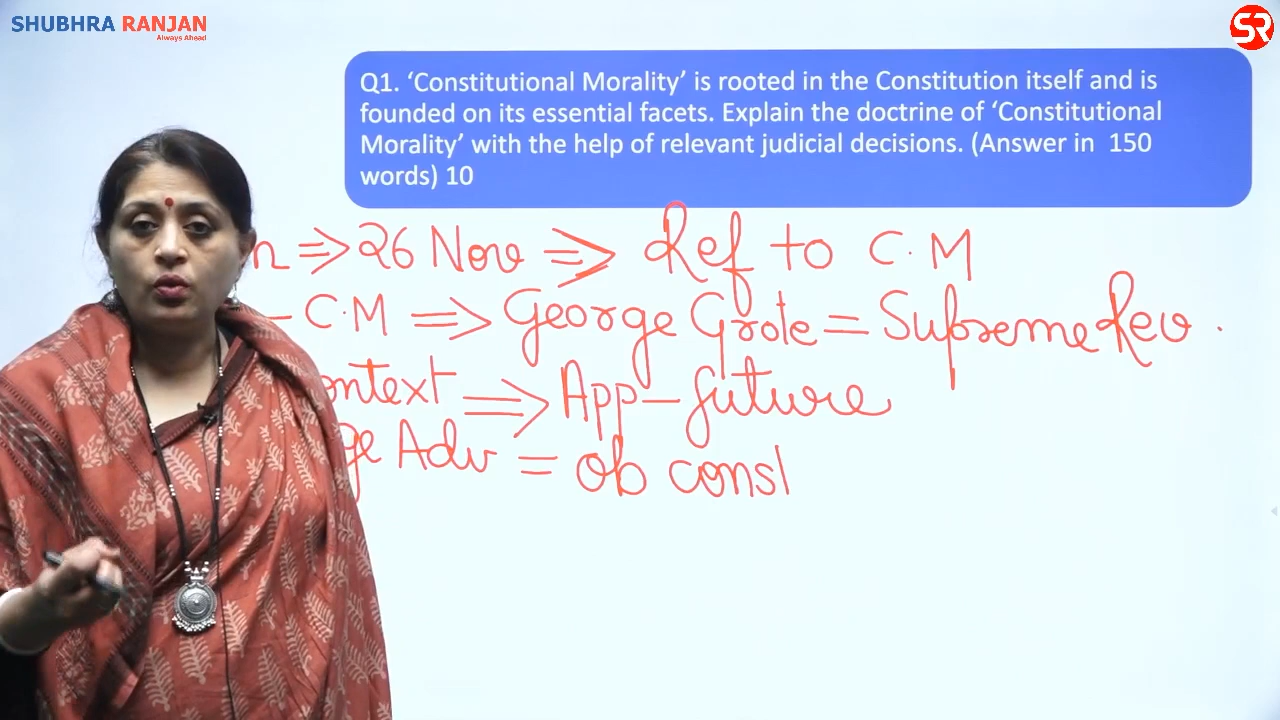 SHUBHRA RANJAN
Always Ahead
SR
Q1. ‘Constitutional Morality’ is rooted in the Constitution itself and is
founded on its essential facets. Explain the doctrine of ‘Constitutional
Morality’ with the help of relevant judicial decisions. (Answer in 150
words) 10
n ⇒ 26 Nov ⇒ Ref to C.M
– C.M ⇒ George Grote = Supreme Rev.
ontext ⇒ App – future
ge Adv = ob const